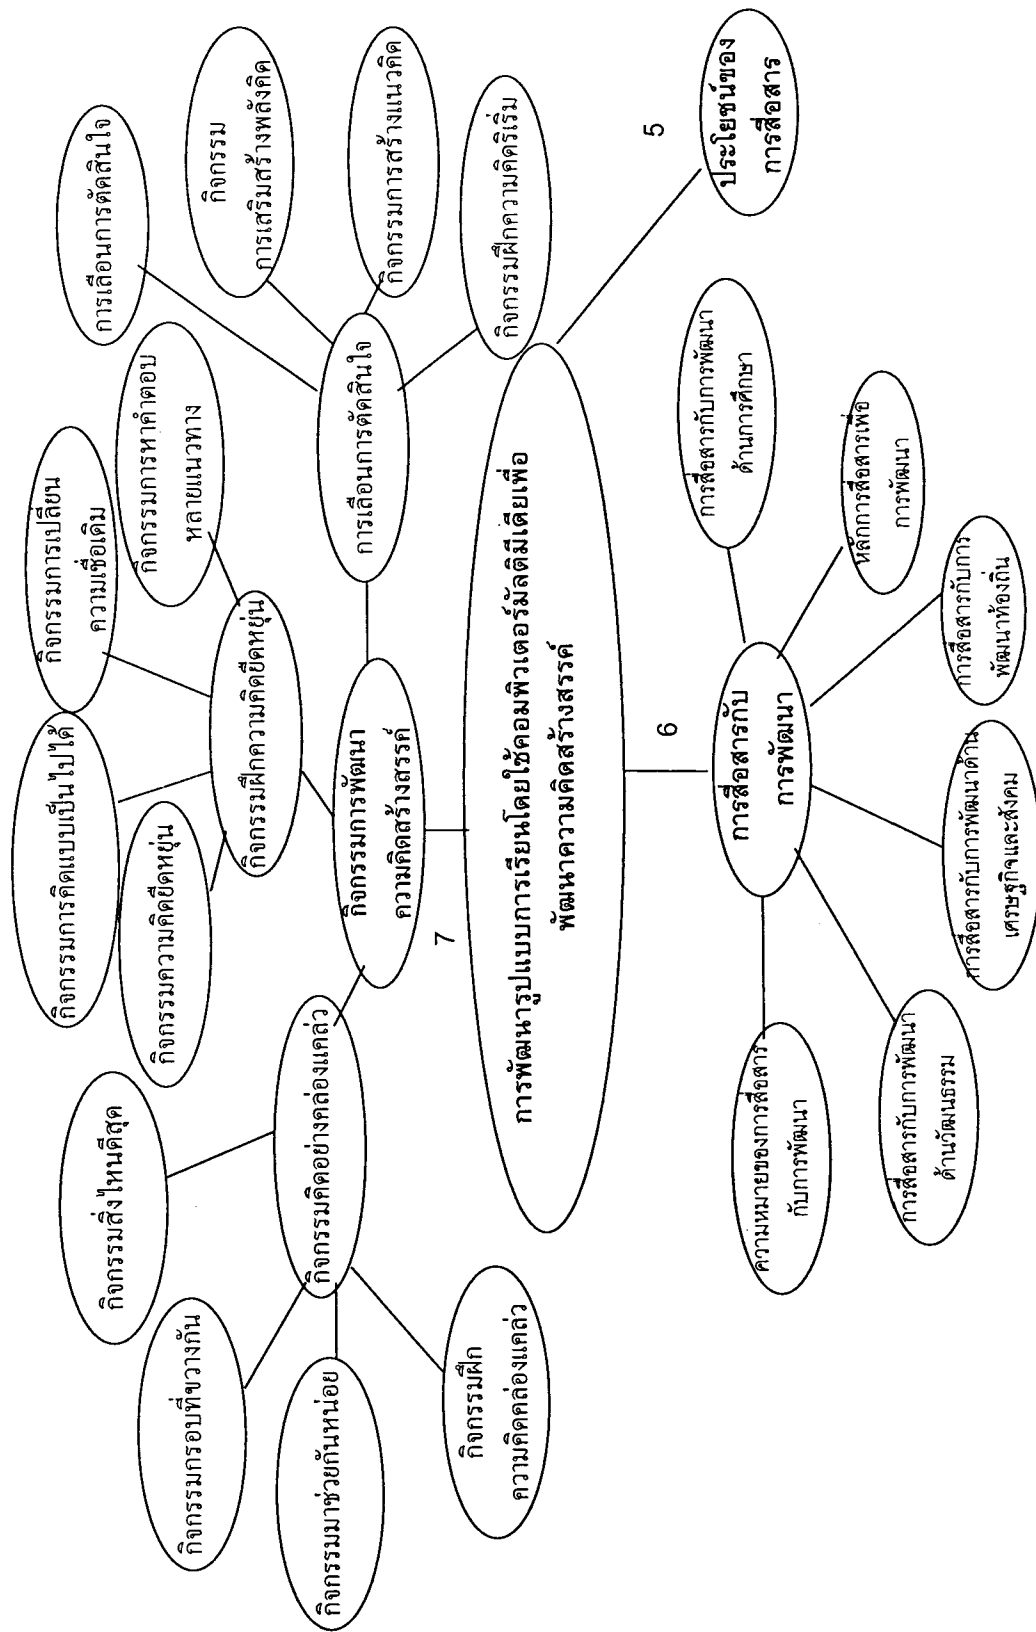 กิจกรรมสิ่งไหนดีสุด
กิจกรรมกรอบที่ขวางกัน
กิจกรรมมาช่วยกันหน่อย
กิจกรรมฝึก
ความคิดคล่องแคล่ว
กิจกรรมคิดอย่างคล่องแคล่ว
กิจกรรมการคิดแบบเป็นไปได้
กิจกรรมความคิดยืดหยุ่น
กิจกรรมการเปลี่ยน
ความเชื่อเดิม
กิจกรรมการหาคำตอบ
หลายแนวทาง
กิจกรรมฝึกความคิดยืดหยุ่น
การเลือนการตัดสินใจ
กิจกรรม
การเสริมสร้างพลังคิด
กิจกรรมการสร้างแนวคิด
กิจกรรมฝึกความคิดริเริ่ม
การเลือนการตัดสินใจ
กิจกรรมการพัฒนา
ความคิดสร้างสรรค์
7
การพัฒนารูปแบบการเรียนโดยใช้คอมพิวเตอร์มัลติมีเดียเพื่อ
พัฒนาความคิดสร้างสรรค์
5
ประโยชน์ของ
การสื่อสาร
6
การสื่อสารกับ
การพัฒนา
ความหมายของการสื่อสาร
กับการพัฒนา
การสื่อสารกับการพัฒนา
ด้านวัฒนธรรม
การสื่อสารกับการพัฒนาด้าน
เศรษฐกิจและสังคม
การสื่อสารกับการ
พัฒนาท้องถิ่น
หลักการสื่อสารเพื่อ
การพัฒนา
การสื่อสารกับการพัฒนา
ด้านการศึกษา